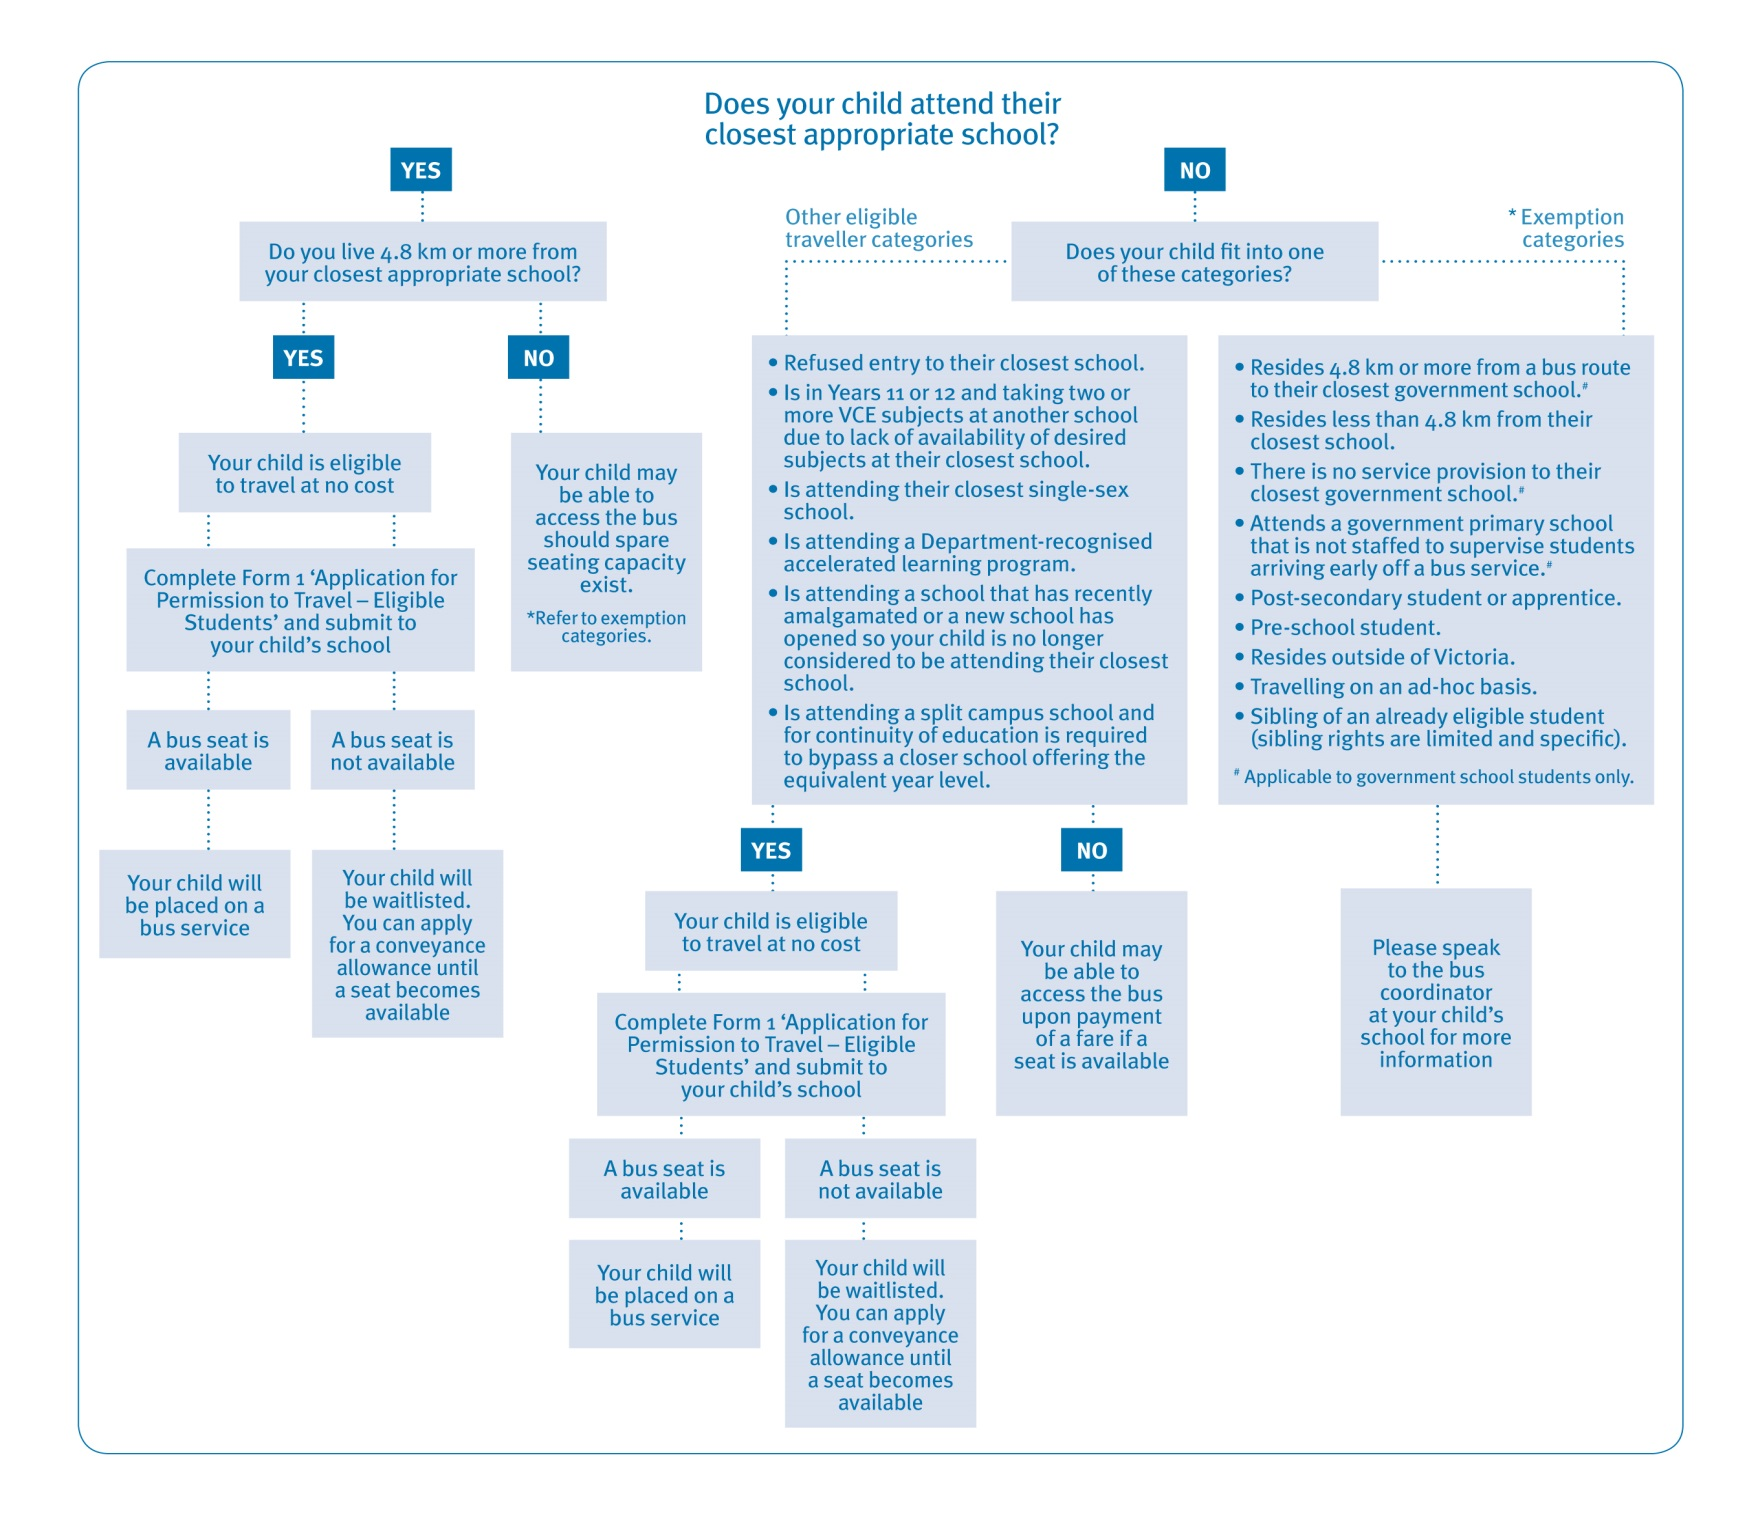 Does your child attend their
closest appropriate school?
YES
Do you live 4.8 km or more from
your closest appropriate school?
YES
Your child is eligible
to travel at no cost
Complete Form 1 ‘Application for
Permission to Travel – Eligible
Students’ and submit to
your child’s school
A bus seat is
available
Your child will
be placed on a
bus service
A bus seat is
not available
Your child will
be waitlisted.
You can apply
for a conveyance
allowance until
a seat becomes
available
NO
Your child may
be able to
access the bus
should spare
seating capacity
exist.
*Refer to exemption
categories.
NO
Does your child fit into one
of these categories?
Other eligible
traveller categories
• Refused entry to their closest school.
• Is in Years 11 or 12 and taking two or
more VCE subjects at another school
due to lack of availability of desired
subjects at their closest school.
• Is attending their closest single-sex
school.
• Is attending a Department-recognised
accelerated learning program.
• Is attending a school that has recently
amalgamated or a new school has
opened so your child is no longer
considered to be attending their closest
school.
• Is attending a split campus school and
for continuity of education is required
to bypass a closer school offering the
equivalent year level.
YES
Your child is eligible
to travel at no cost
Complete Form 1 ‘Application for
Permission to Travel – Eligible
Students’ and submit to
your child’s school
A bus seat is
available
Your child will
be placed on a
bus service
A bus seat is
not available
Your child will
be waitlisted.
You can apply
for a conveyance
allowance until
a seat becomes
available
NO
Your child may
be able to
access the bus
upon payment
of a fare if a
seat is available
* Exemption
categories
• Resides 4.8 km or more from a bus route
to their closest government school.#
• Resides less than 4.8 km from their
closest school.
• There is no service provision to their
closest government school.#
• Attends a government primary school
that is not staffed to supervise students
arriving early off a bus service.#
• Post-secondary student or apprentice.
• Pre-school student.
• Resides outside of Victoria.
• Travelling on an ad-hoc basis.
• Sibling of an already eligible student
(sibling rights are limited and specific).
# Applicable to government school students only.
Please speak
to the bus
coordinator
at your child’s
school for more
information